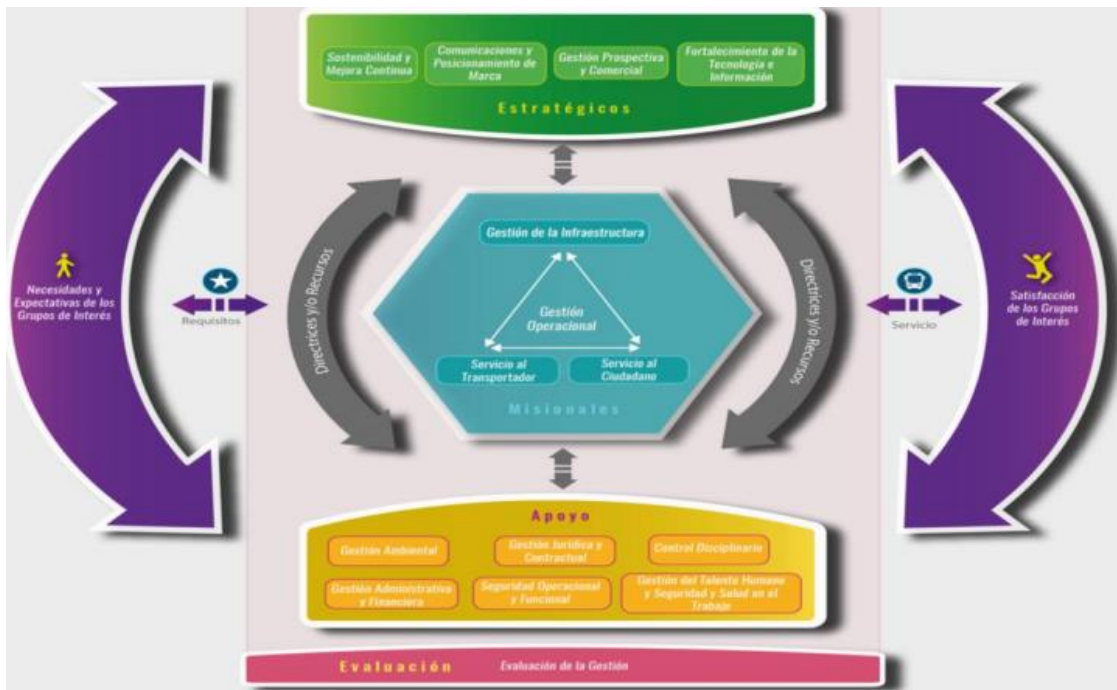 Sostenibilidad y
Mejora Continua
Comunicaciones y
Posicionamiento de
Marca
Gestión Prospectiva
y Comercial
Fortalecimiento de la
Tecnología e
Información
Estratégicos
Necesidades y
Expectativas de los
Grupos de Interés
Requisitos
Directrices y/o Recursos
Gestión de la Infraestructura
Gestión
Operacional
Servicio al
Transportador
Servicio al
Ciudadano
Misionales
Directrices y/o Recursos
Servicio
Satisfacción
de los Grupos
de Interés
Apoyo
Gestión Ambiental
Gestión Jurídica y
Contractual
Control Disciplinario
Gestión Administrativa
y Financiera
Seguridad Operacional
y Funcional
Gestión del Talento Humano
y Seguridad y Salud en el
Trabajo
Evaluación
Evaluación de la Gestión